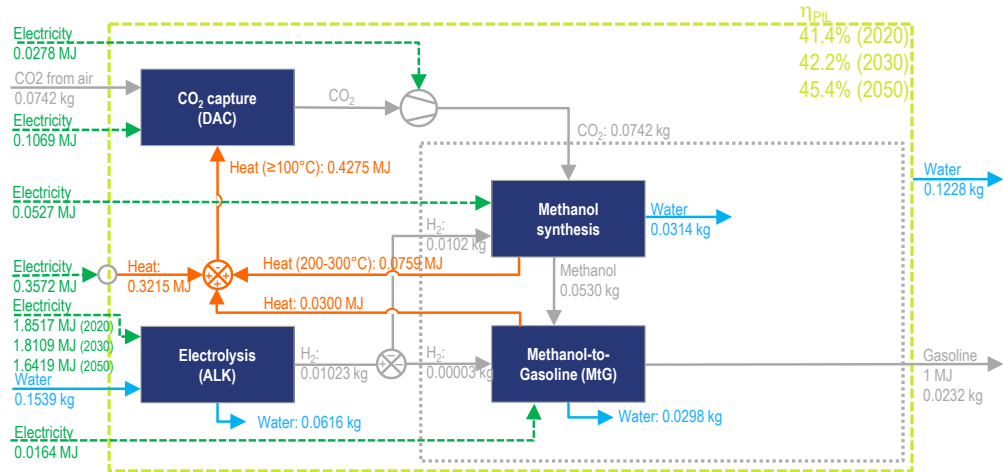 η_PtL
41.4% (2020)
42.2% (2030)
45.4% (2050)
Electricity
0.0278 MJ
CO2 from air
0.0742 kg
Electricity
0.1069 MJ
CO₂ capture
(DAC)
CO₂
CO₂: 0.0742 kg
Heat (≥100°C): 0.4275 MJ
Water
0.1228 kg
Electricity
0.0527 MJ
Methanol
synthesis
Water
0.0314 kg
H₂:
0.0102 kg
Electricity
0.3572 MJ
Heat:
0.3215 MJ
Heat (200-300°C): 0.0759 MJ
Methanol
0.0530 kg
Heat: 0.0300 MJ
Electricity
1.8517 MJ (2020)
1.8109 MJ (2030)
1.6419 MJ (2050)
Electrolysis
(ALK)
H₂:
0.01023 kg
H₂:
0.00003 kg
Methanol-to-
Gasoline (MtG)
Gasoline
1 MJ
0.0232 kg
Water
0.1539 kg
Water: 0.0616 kg
Water: 0.0298 kg
Electricity
0.0164 MJ